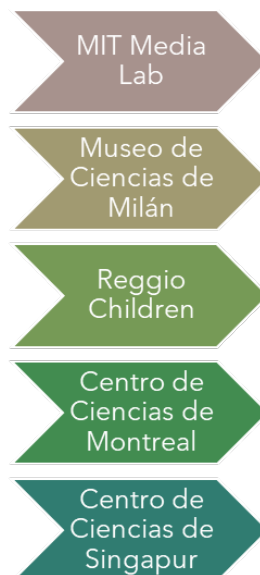 MIT Media
Lab
Museo de
Ciencias de
Milán
Reggio
Children
Centro de
Ciencias de
Montreal
Centro de
Ciencias de
Singapur